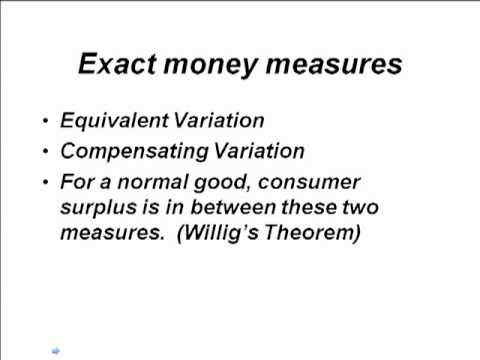 Exact money measures
• Equivalent Variation
• Compensating Variation
• For a normal good, consumer
surplus is in between these two
measures. (Willig's Theorem)